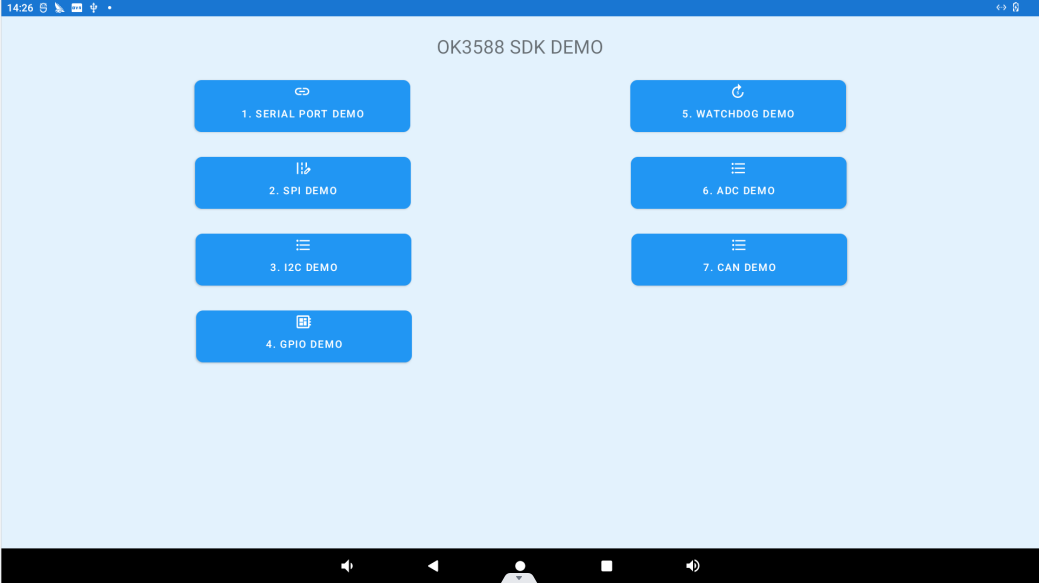 14:26
OK3588 SDK DEMO
1. SERIAL PORT DEMO
5. WATCHDOG DEMO
2. SPI DEMO
6. ADC DEMO
3. I2C DEMO
7. CAN DEMO
4. GPIO DEMO